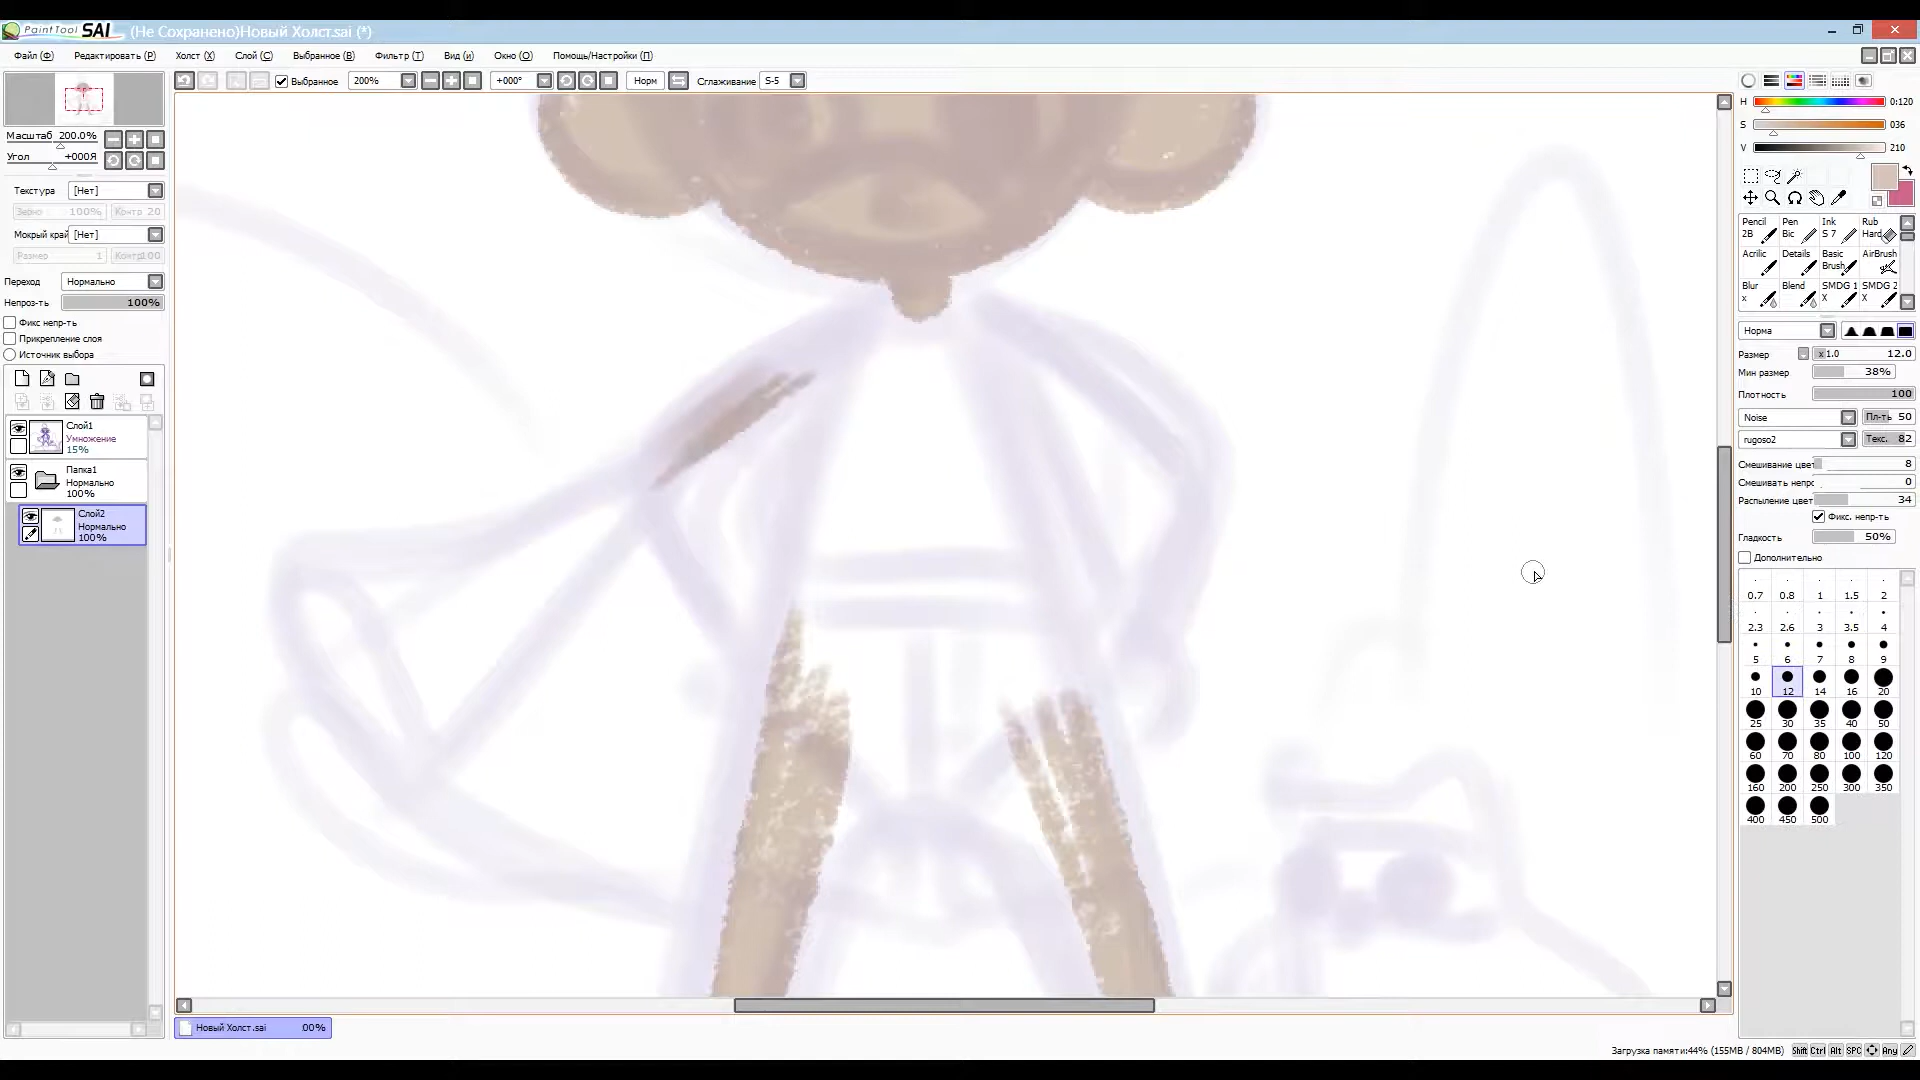 PaintTool SAI (Не Сохранено)Новый Холст.sai (*)
Файл (Ф) Редактировать (Р) Холст (Х) Слой (С) Выбранное (В) Фильтр (Т) Вид (и) Окно (О) Помощь/Настройки (П)
Выбранное 200% +000° Норм Сглаживание S-5
Масштаб 200.0%
Угол +000Я
Текстура [Нет]
Зерно 100% Контр 20
Мокрый край [Нет]
Размер 1 Контр100
Переход Нормально
Непроз-ть 100%
Фикс непр-ть
Прикрепление слоя
Источник выбора
Слой1
Умножение
15%
Папка1
Нормально
100%
Слой2
Нормально
100%
H 0:120
S 036
V 210
Pencil 2B Pen Bic Ink S 7 Rub Hard
Acrilic Details Basic Brush AirBrush
Blur x Blend SMDG 1 X SMDG 2 X
Норма
Размер x1.0 12.0
Мин размер 38%
Плотность 100
Noise Пл-ть 50
rugoso2 Текс. 82
Смешивание цвет 8
Смешивать непро 0
Распыление цвет 34
Фикс. непр-ть
Гладкость 50%
Дополнительно
0.7 0.8 1 1.5 2
2.3 2.6 3 3.5 4
5 6 7 8 9
10 12 14 16 20
25 30 35 40 50
60 70 80 100 120
160 200 250 300 350
400 450 500
Новый Холст.sai 00%
Загрузка памяти:44% (155MB / 804MB) Shift Ctrl Alt SPC Any